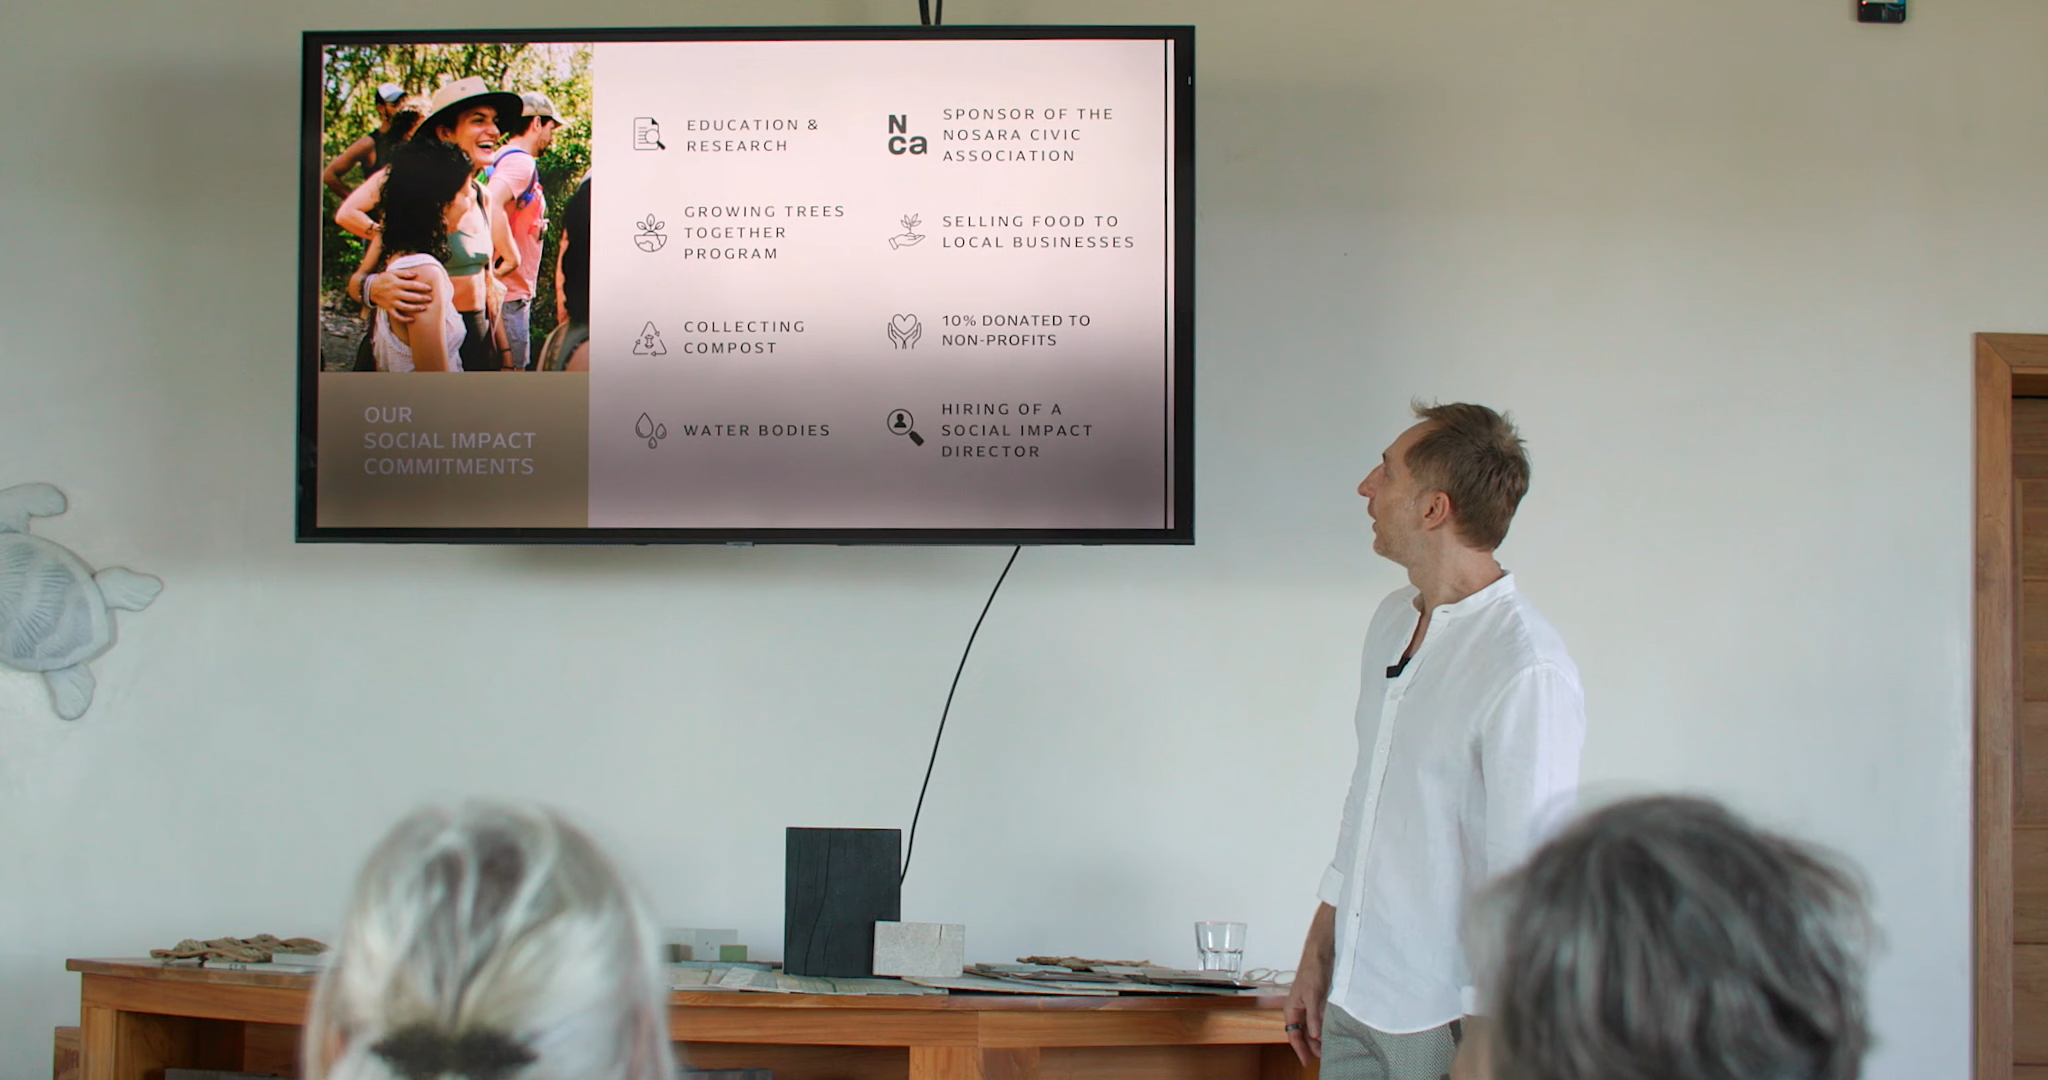 OUR
SOCIAL IMPACT
COMMITMENTS
EDUCATION &
RESEARCH
GROWING TREES
TOGETHER
PROGRAM
COLLECTING
COMPOST
WATER BODIES
N
ca
SPONSOR OF THE
NOSARA CIVIC
ASSOCIATION
SELLING FOOD TO
LOCAL BUSINESSES
10% DONATED TO
NON-PROFITS
HIRING OF A
SOCIAL IMPACT
DIRECTOR